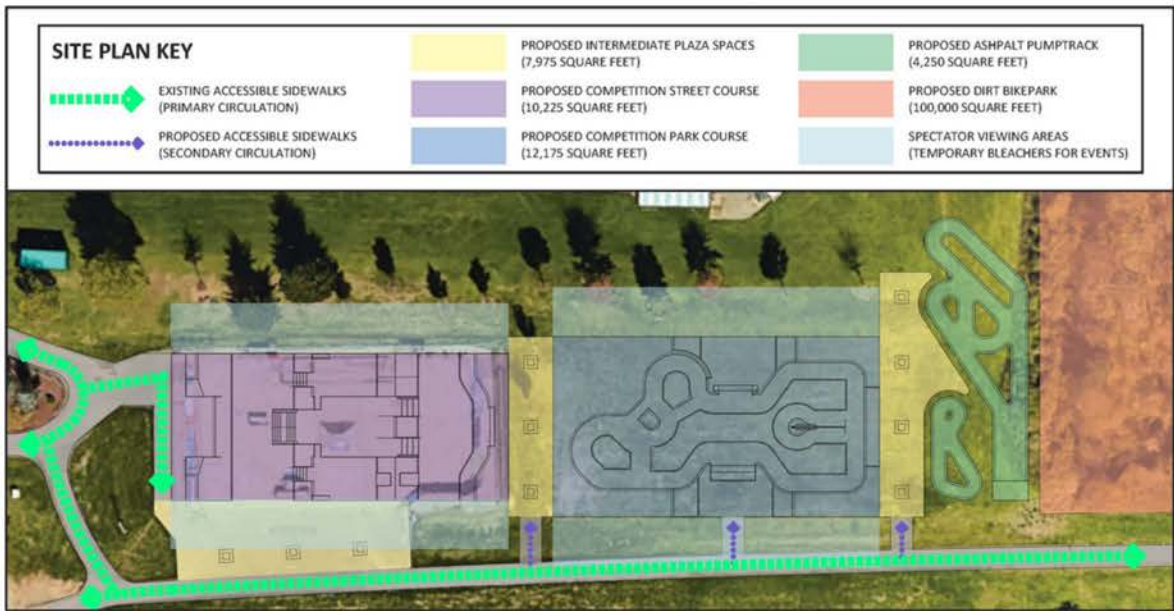 SITE PLAN KEY
EXISTING ACCESSIBLE SIDEWALKS
(PRIMARY CIRCULATION)
PROPOSED ACCESSIBLE SIDEWALKS
(SECONDARY CIRCULATION)
PROPOSED INTERMEDIATE PLAZA SPACES
(7,975 SQUARE FEET)
PROPOSED COMPETITION STREET COURSE
(10,225 SQUARE FEET)
PROPOSED COMPETITION PARK COURSE
(12,175 SQUARE FEET)
PROPOSED ASHPALT PUMPTRACK
(4,250 SQUARE FEET)
PROPOSED DIRT BIKEPARK
(100,000 SQUARE FEET)
SPECTATOR VIEWING AREAS
(TEMPORARY BLEACHERS FOR EVENTS)